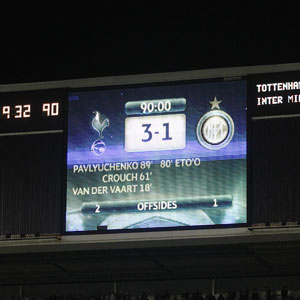 9 32 90
90:00
TOTTENHAM
INTER MI
3-1
PAVLYUCHENKO 89' 80' ETO'O
CROUCH 61'
VAN DER VAART 18'
2 OFFSIDES 1